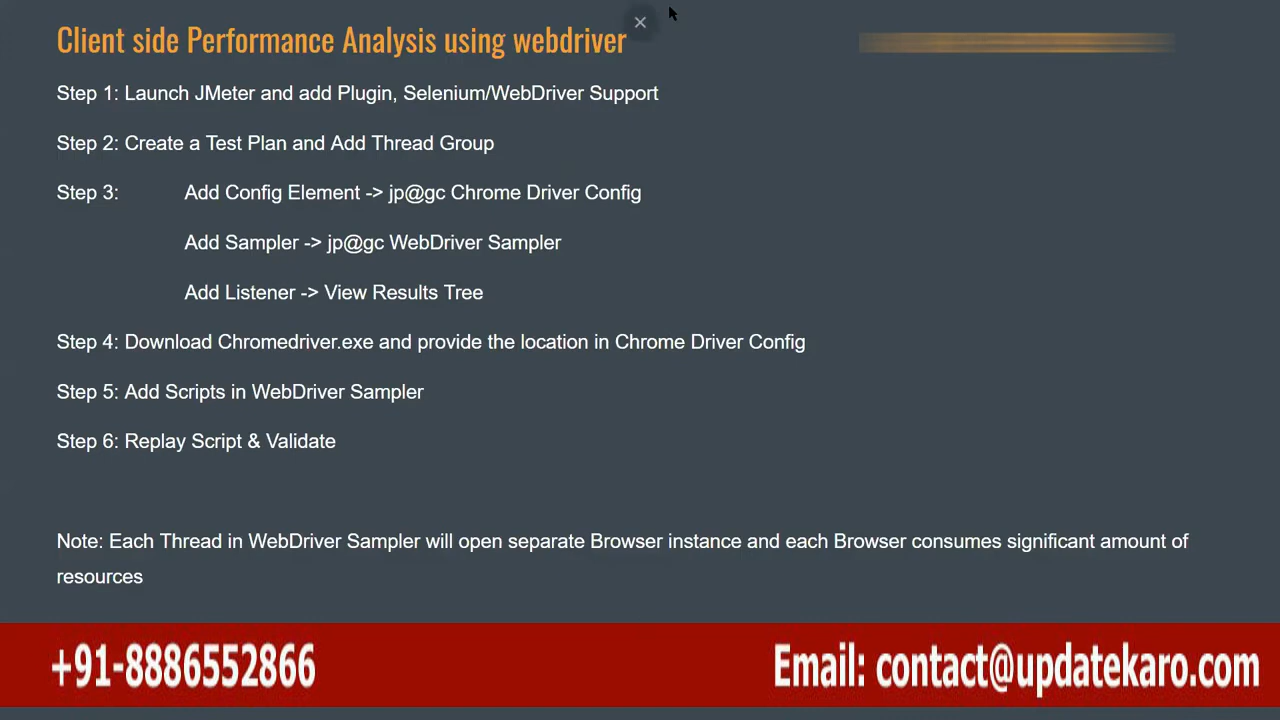 Client side Performance Analysis using webdriver
Step 1: Launch JMeter and add Plugin, Selenium/WebDriver Support
Step 2: Create a Test Plan and Add Thread Group
Step 3: Add Config Element -> jp@gc Chrome Driver Config
Add Sampler -> jp@gc WebDriver Sampler
Add Listener -> View Results Tree
Step 4: Download Chromedriver.exe and provide the location in Chrome Driver Config
Step 5: Add Scripts in WebDriver Sampler
Step 6: Replay Script & Validate
Note: Each Thread in WebDriver Sampler will open separate Browser instance and each Browser consumes significant amount of
resources
+91-8886552866
Email: contact@updatekaro.com